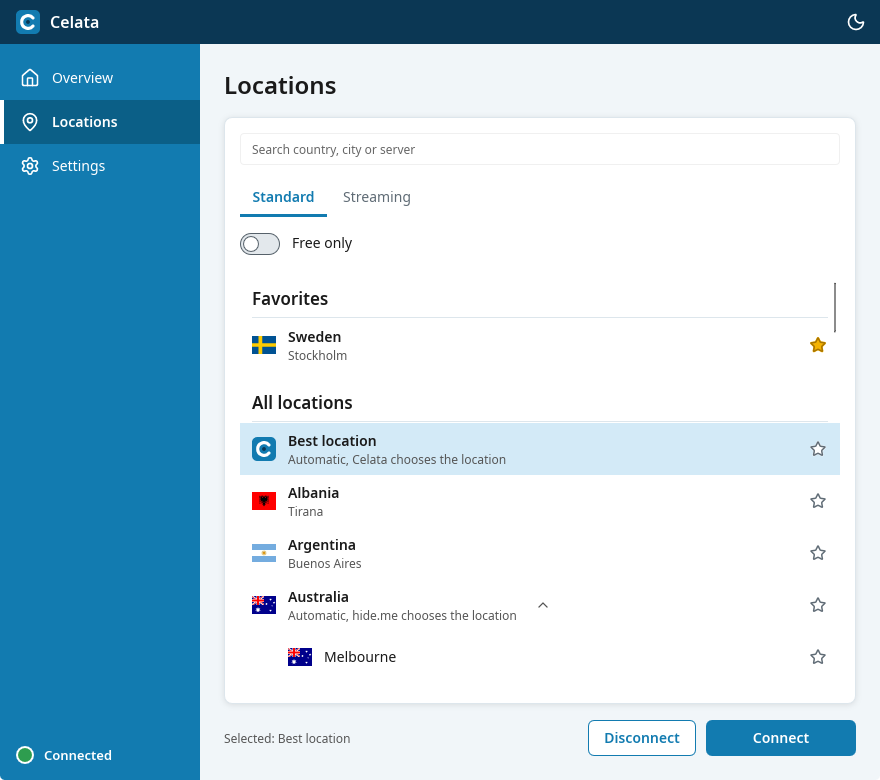 Celata
Overview
Locations
Settings
Connected
Locations
Search country, city or server
Standard
Streaming
Free only
Favorites
Sweden
Stockholm
All locations
Best location
Automatic, Celata chooses the location
Albania
Tirana
Argentina
Buenos Aires
Australia
Automatic, hide.me chooses the location
Melbourne
Selected: Best location
Disconnect
Connect